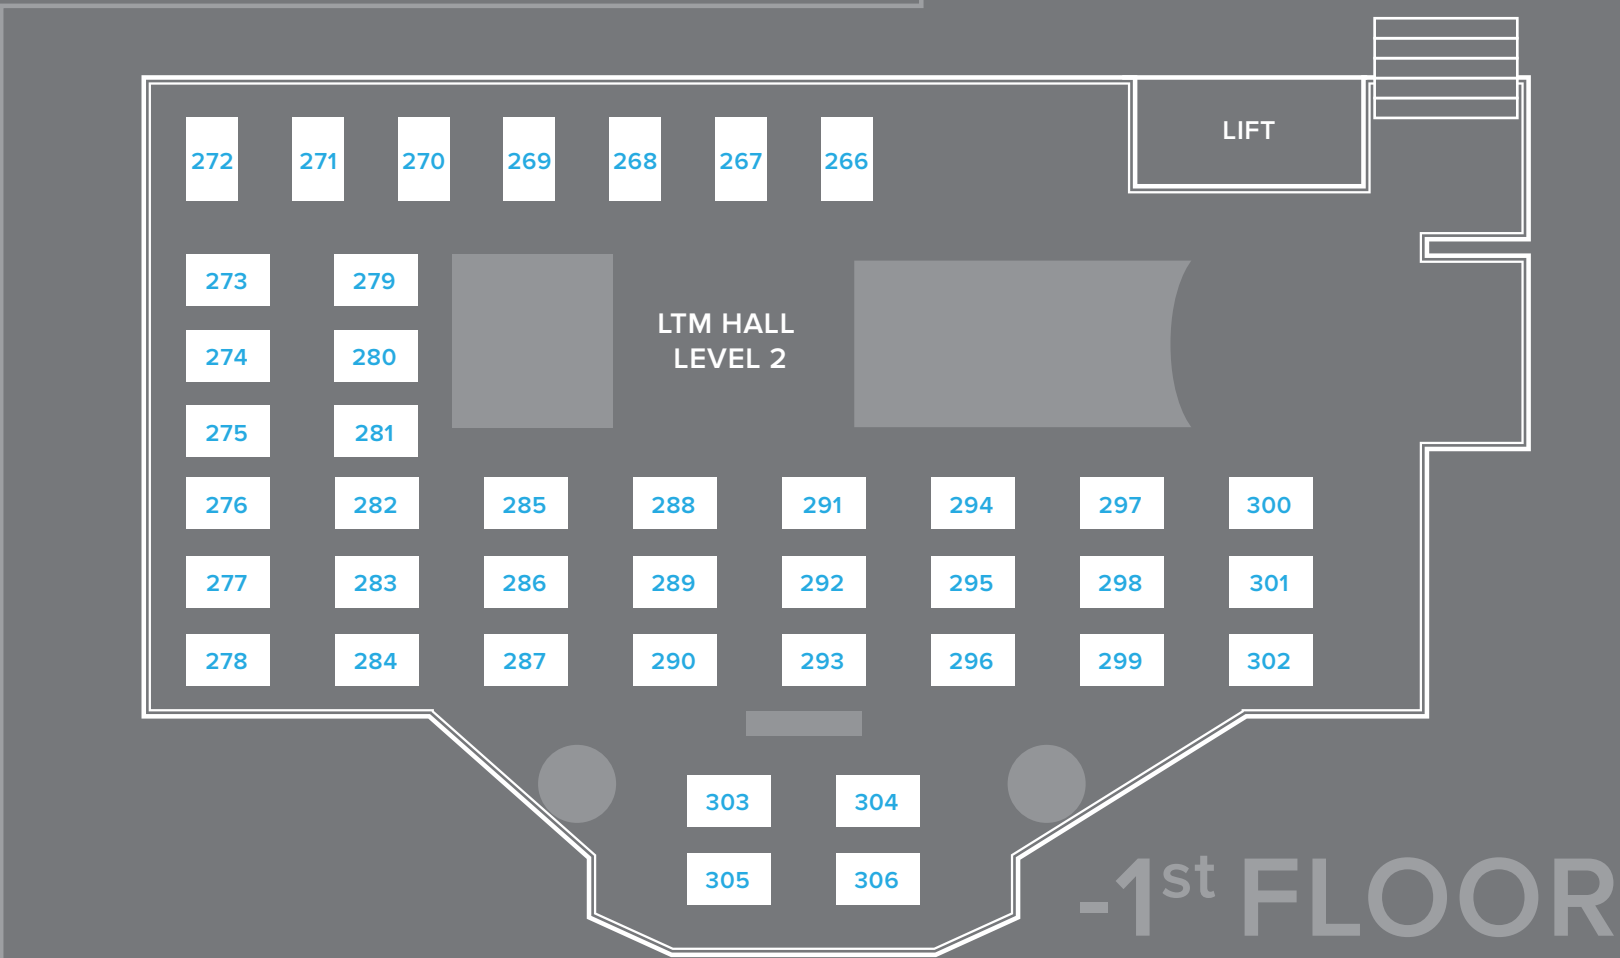 LIFT
272 271 270 269 268 267 266
273 279
LTM HALL
LEVEL 2
274 280
275 281
276 282 285 288 291 294 297 300
277 283 286 289 292 295 298 301
278 284 287 290 293 296 299 302
303 304
305 306
-1st FLOOR